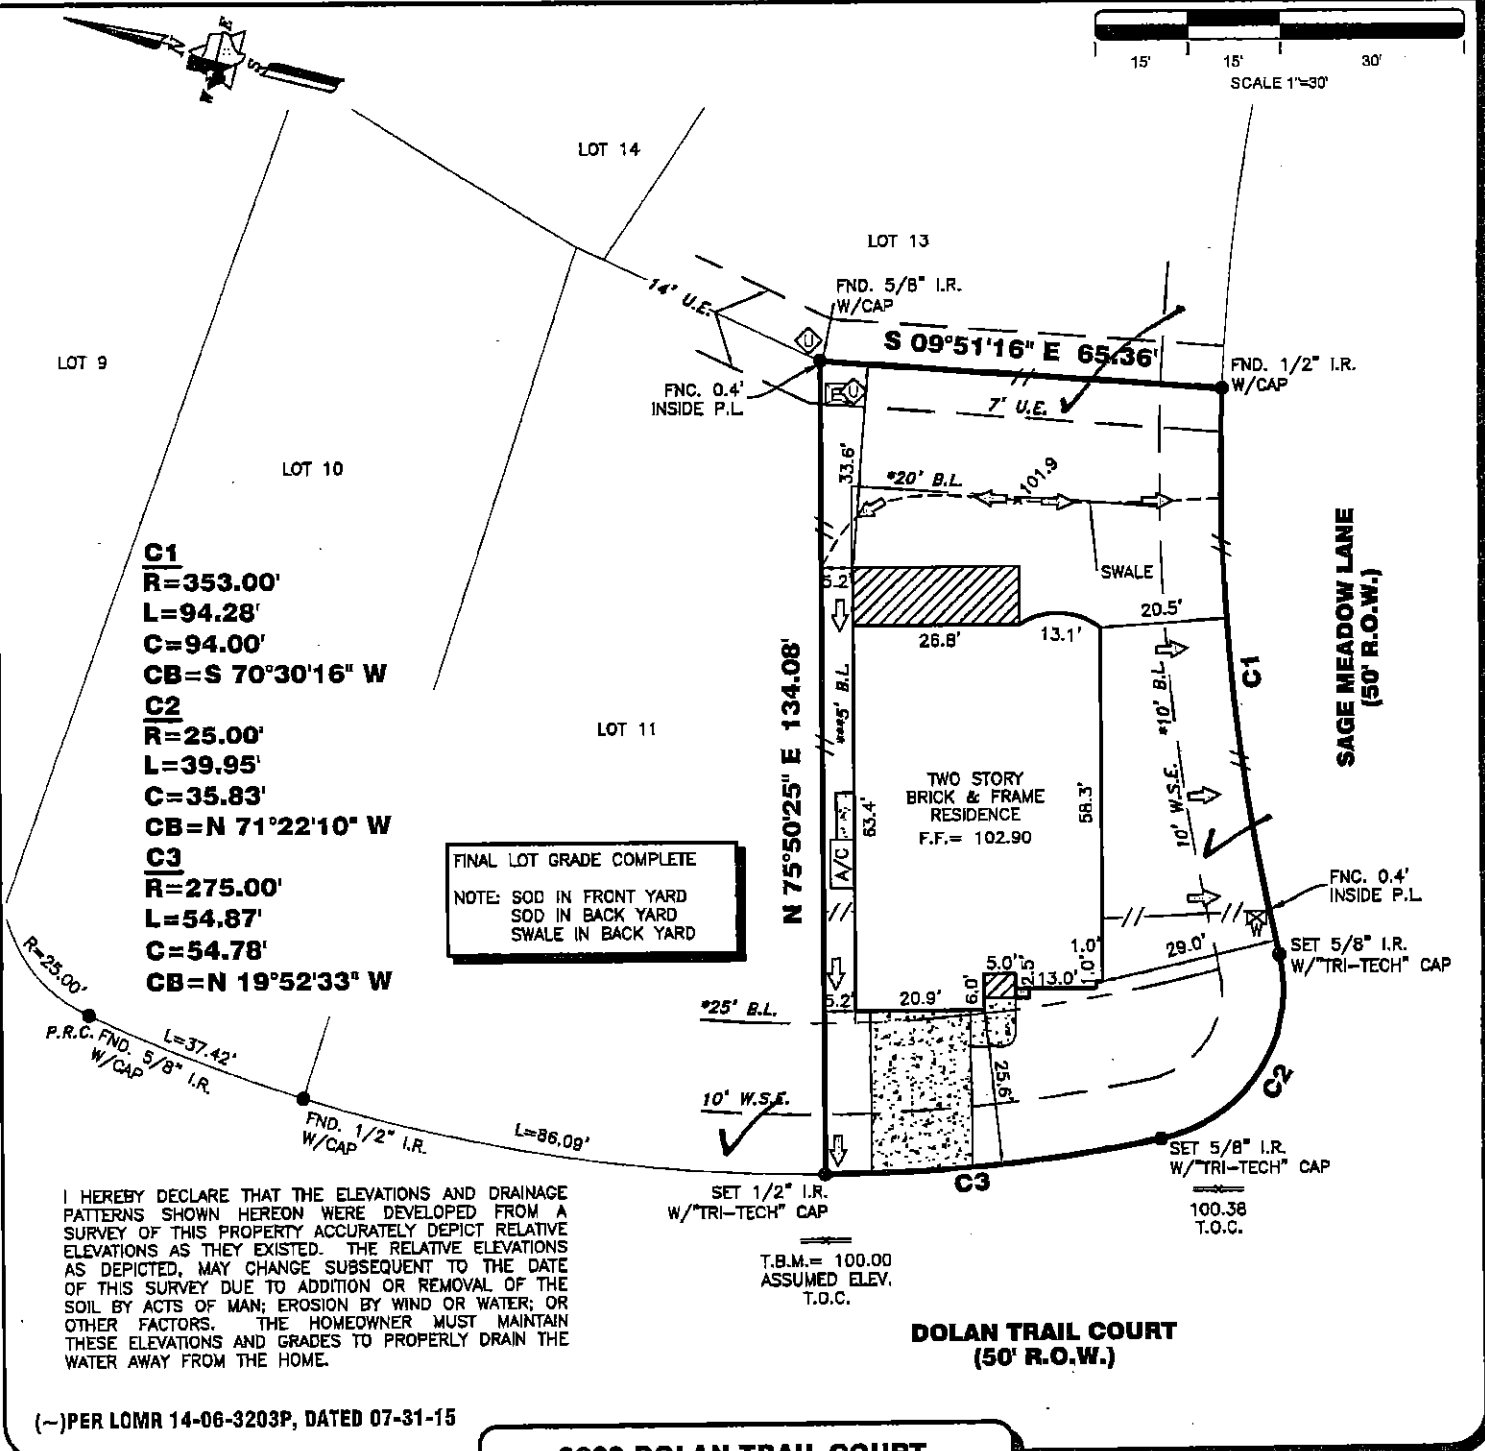 N
E
S
W
15'
15'
30'
SCALE 1"=30'
LOT 14
LOT 13
14' U.E.
FND. 5/8" I.R.
W/CAP
S 09°51'16" E 65.36'
FND. 1/2" I.R.
W/CAP
LOT 9
U
FNC. 0.4'
INSIDE P.L.
E
U
7' U.E.
LOT 10
33.6'
*20' B.L.
101.9
SWALE
C1
R=353.00'
L=94.28'
C=94.00'
CB=S 70°30'16" W
C2
R=25.00'
L=39.95'
C=35.83'
CB=N 71°22'10" W
C3
R=275.00'
L=54.87'
C=54.78'
CB=N 19°52'33" W
5.2'
26.8'
13.1'
20.5'
SAGE MEADOW LANE
(50' R.O.W.)
C1
LOT 11
N 75°50'25" E 134.08'
***5' B.L.
*10' B.L.
10' W.S.E.
TWO STORY
BRICK & FRAME
RESIDENCE
F.F.= 102.90
63.4'
58.3'
A/C
FINAL LOT GRADE COMPLETE
NOTE: SOD IN FRONT YARD
SOD IN BACK YARD
SWALE IN BACK YARD
FNC. 0.4'
INSIDE P.L.
W
SET 5/8" I.R.
W/"TRI-TECH" CAP
29.0'
1.0'
1.0'
5.0'
2.5'
13.0'
6.0'
20.9'
5.2'
*25' B.L.
R=25.00'
L=37.42'
P.R.C. FND. 5/8" I.R.
W/CAP
25.6'
10' W.S.E.
C2
FND. 1/2" I.R.
W/CAP
L=86.09'
SET 5/8" I.R.
W/"TRI-TECH" CAP
100.38
T.O.C.
C3
SET 1/2" I.R.
W/"TRI-TECH" CAP
T.B.M.= 100.00
ASSUMED ELEV.
T.O.C.
I HEREBY DECLARE THAT THE ELEVATIONS AND DRAINAGE
PATTERNS SHOWN HEREON WERE DEVELOPED FROM A
SURVEY OF THIS PROPERTY ACCURATELY DEPICT RELATIVE
ELEVATIONS AS THEY EXISTED. THE RELATIVE ELEVATIONS
AS DEPICTED, MAY CHANGE SUBSEQUENT TO THE DATE
OF THIS SURVEY DUE TO ADDITION OR REMOVAL OF THE
SOIL BY ACTS OF MAN; EROSION BY WIND OR WATER; OR
OTHER FACTORS. THE HOMEOWNER MUST MAINTAIN
THESE ELEVATIONS AND GRADES TO PROPERLY DRAIN THE
WATER AWAY FROM THE HOME.
DOLAN TRAIL COURT
(50' R.O.W.)
(~)PER LOMR 14-06-3203P, DATED 07-31-15
DOLAN TRAIL COURT